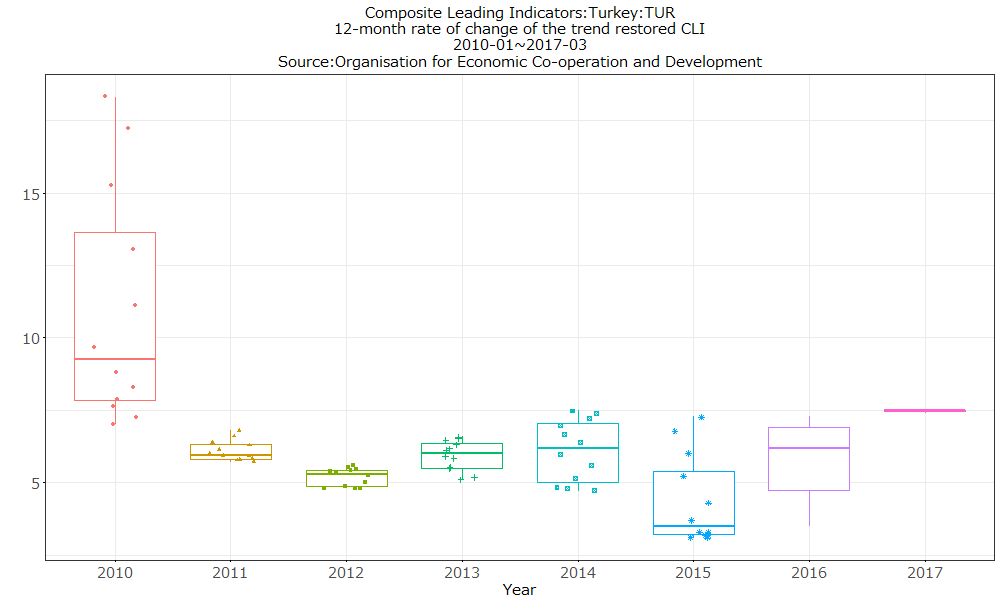 Composite Leading Indicators:Turkey:TUR
12-month rate of change of the trend restored CLI
2010-01~2017-03
Source:Organisation for Economic Co-operation and Development
15
10
5
2010 2011 2012 2013 2014 2015 2016 2017
Year